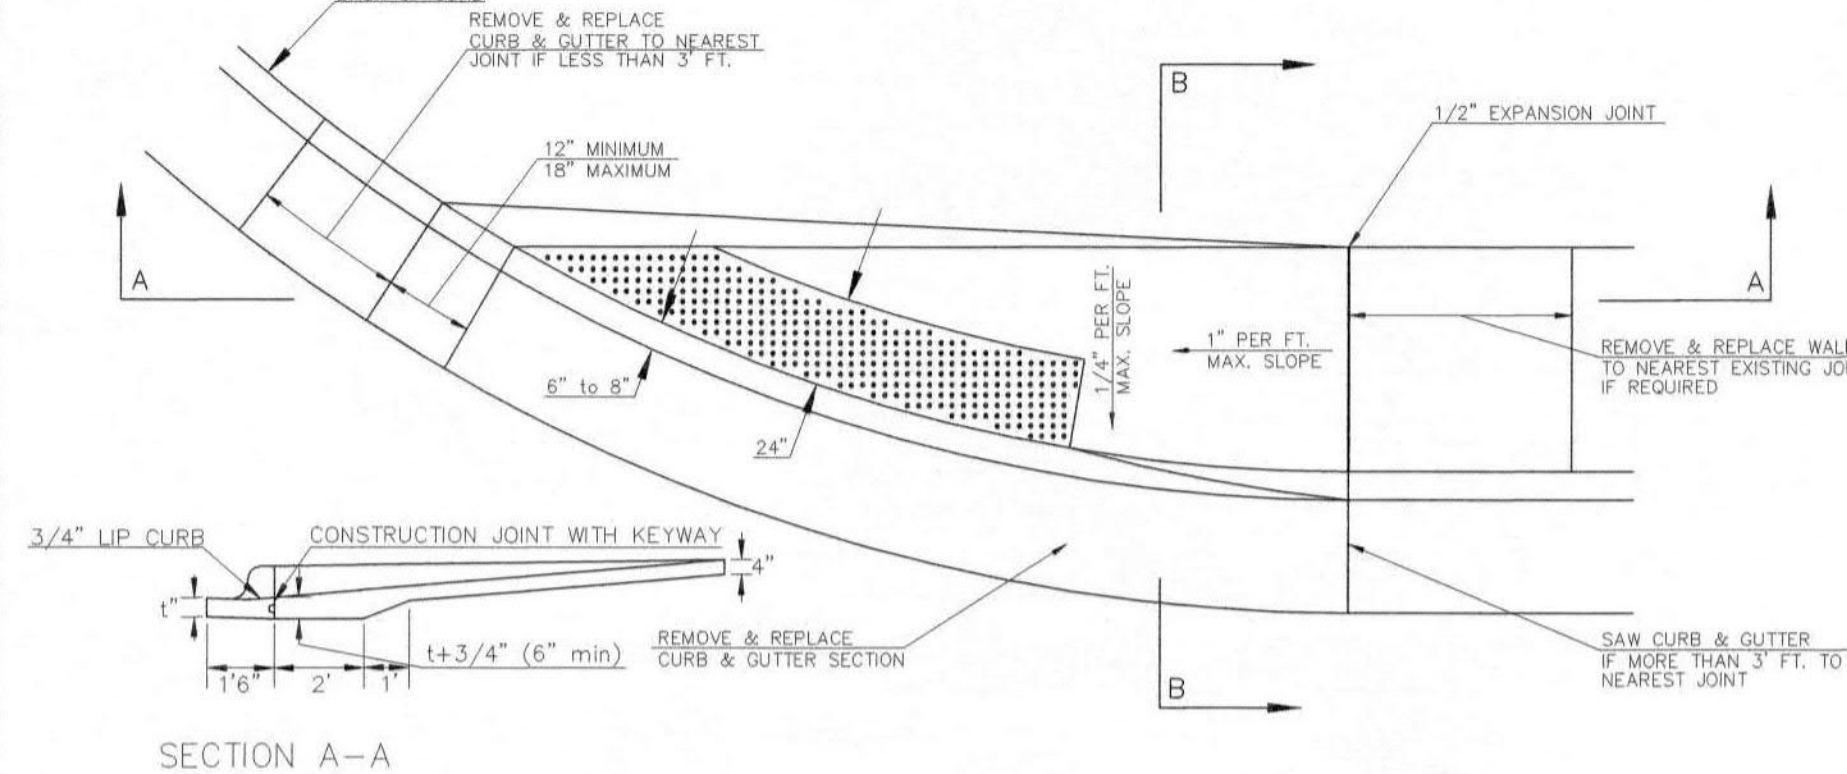 REMOVE & REPLACE
CURB & GUTTER TO NEAREST
JOINT IF LESS THAN 3' FT.
B
1/2" EXPANSION JOINT
12" MINIMUM
18" MAXIMUM
A
A
1/4" PER FT.
MAX. SLOPE
1" PER FT.
MAX. SLOPE
REMOVE & REPLACE
TO NEAREST EXISTING
IF REQUIRED
6" to 8"
24"
3/4" LIP CURB
CONSTRUCTION JOINT WITH KEYWAY
4"
t"
t+3/4" (6" min)
1'6"
2'
1'
REMOVE & REPLACE
CURB & GUTTER SECTION
SAW CURB & GUTTER
IF MORE THAN 3' FT. TO
NEAREST JOINT
B
SECTION A-A